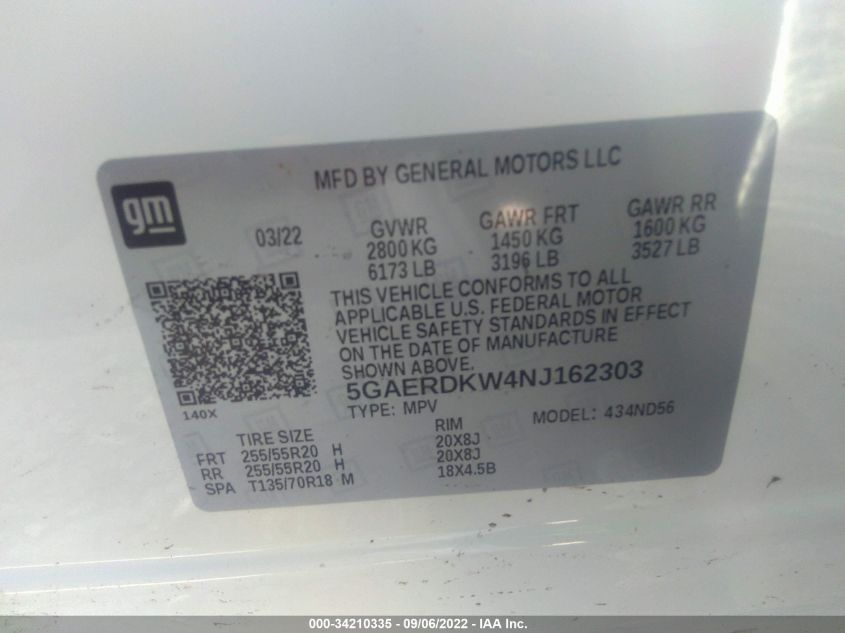 gm
MFD BY GENERAL MOTORS LLC
03/22
GVWR GAWR FRT GAWR RR
2800 KG 1450 KG 1600 KG
6173 LB 3196 LB 3527 LB
THIS VEHICLE CONFORMS TO ALL
APPLICABLE U.S. FEDERAL MOTOR
VEHICLE SAFETY STANDARDS IN EFFECT
ON THE DATE OF MANUFACTURE
SHOWN ABOVE.
5GAERDKW4NJ162303
140X
TYPE: MPV MODEL: 434ND56
TIRE SIZE RIM
FRT 255/55R20 H 20X8J
RR 255/55R20 H 20X8J
SPA T135/70R18 M 18X4.5B
000-34210335 - 09/06/2022 - IAA Inc.